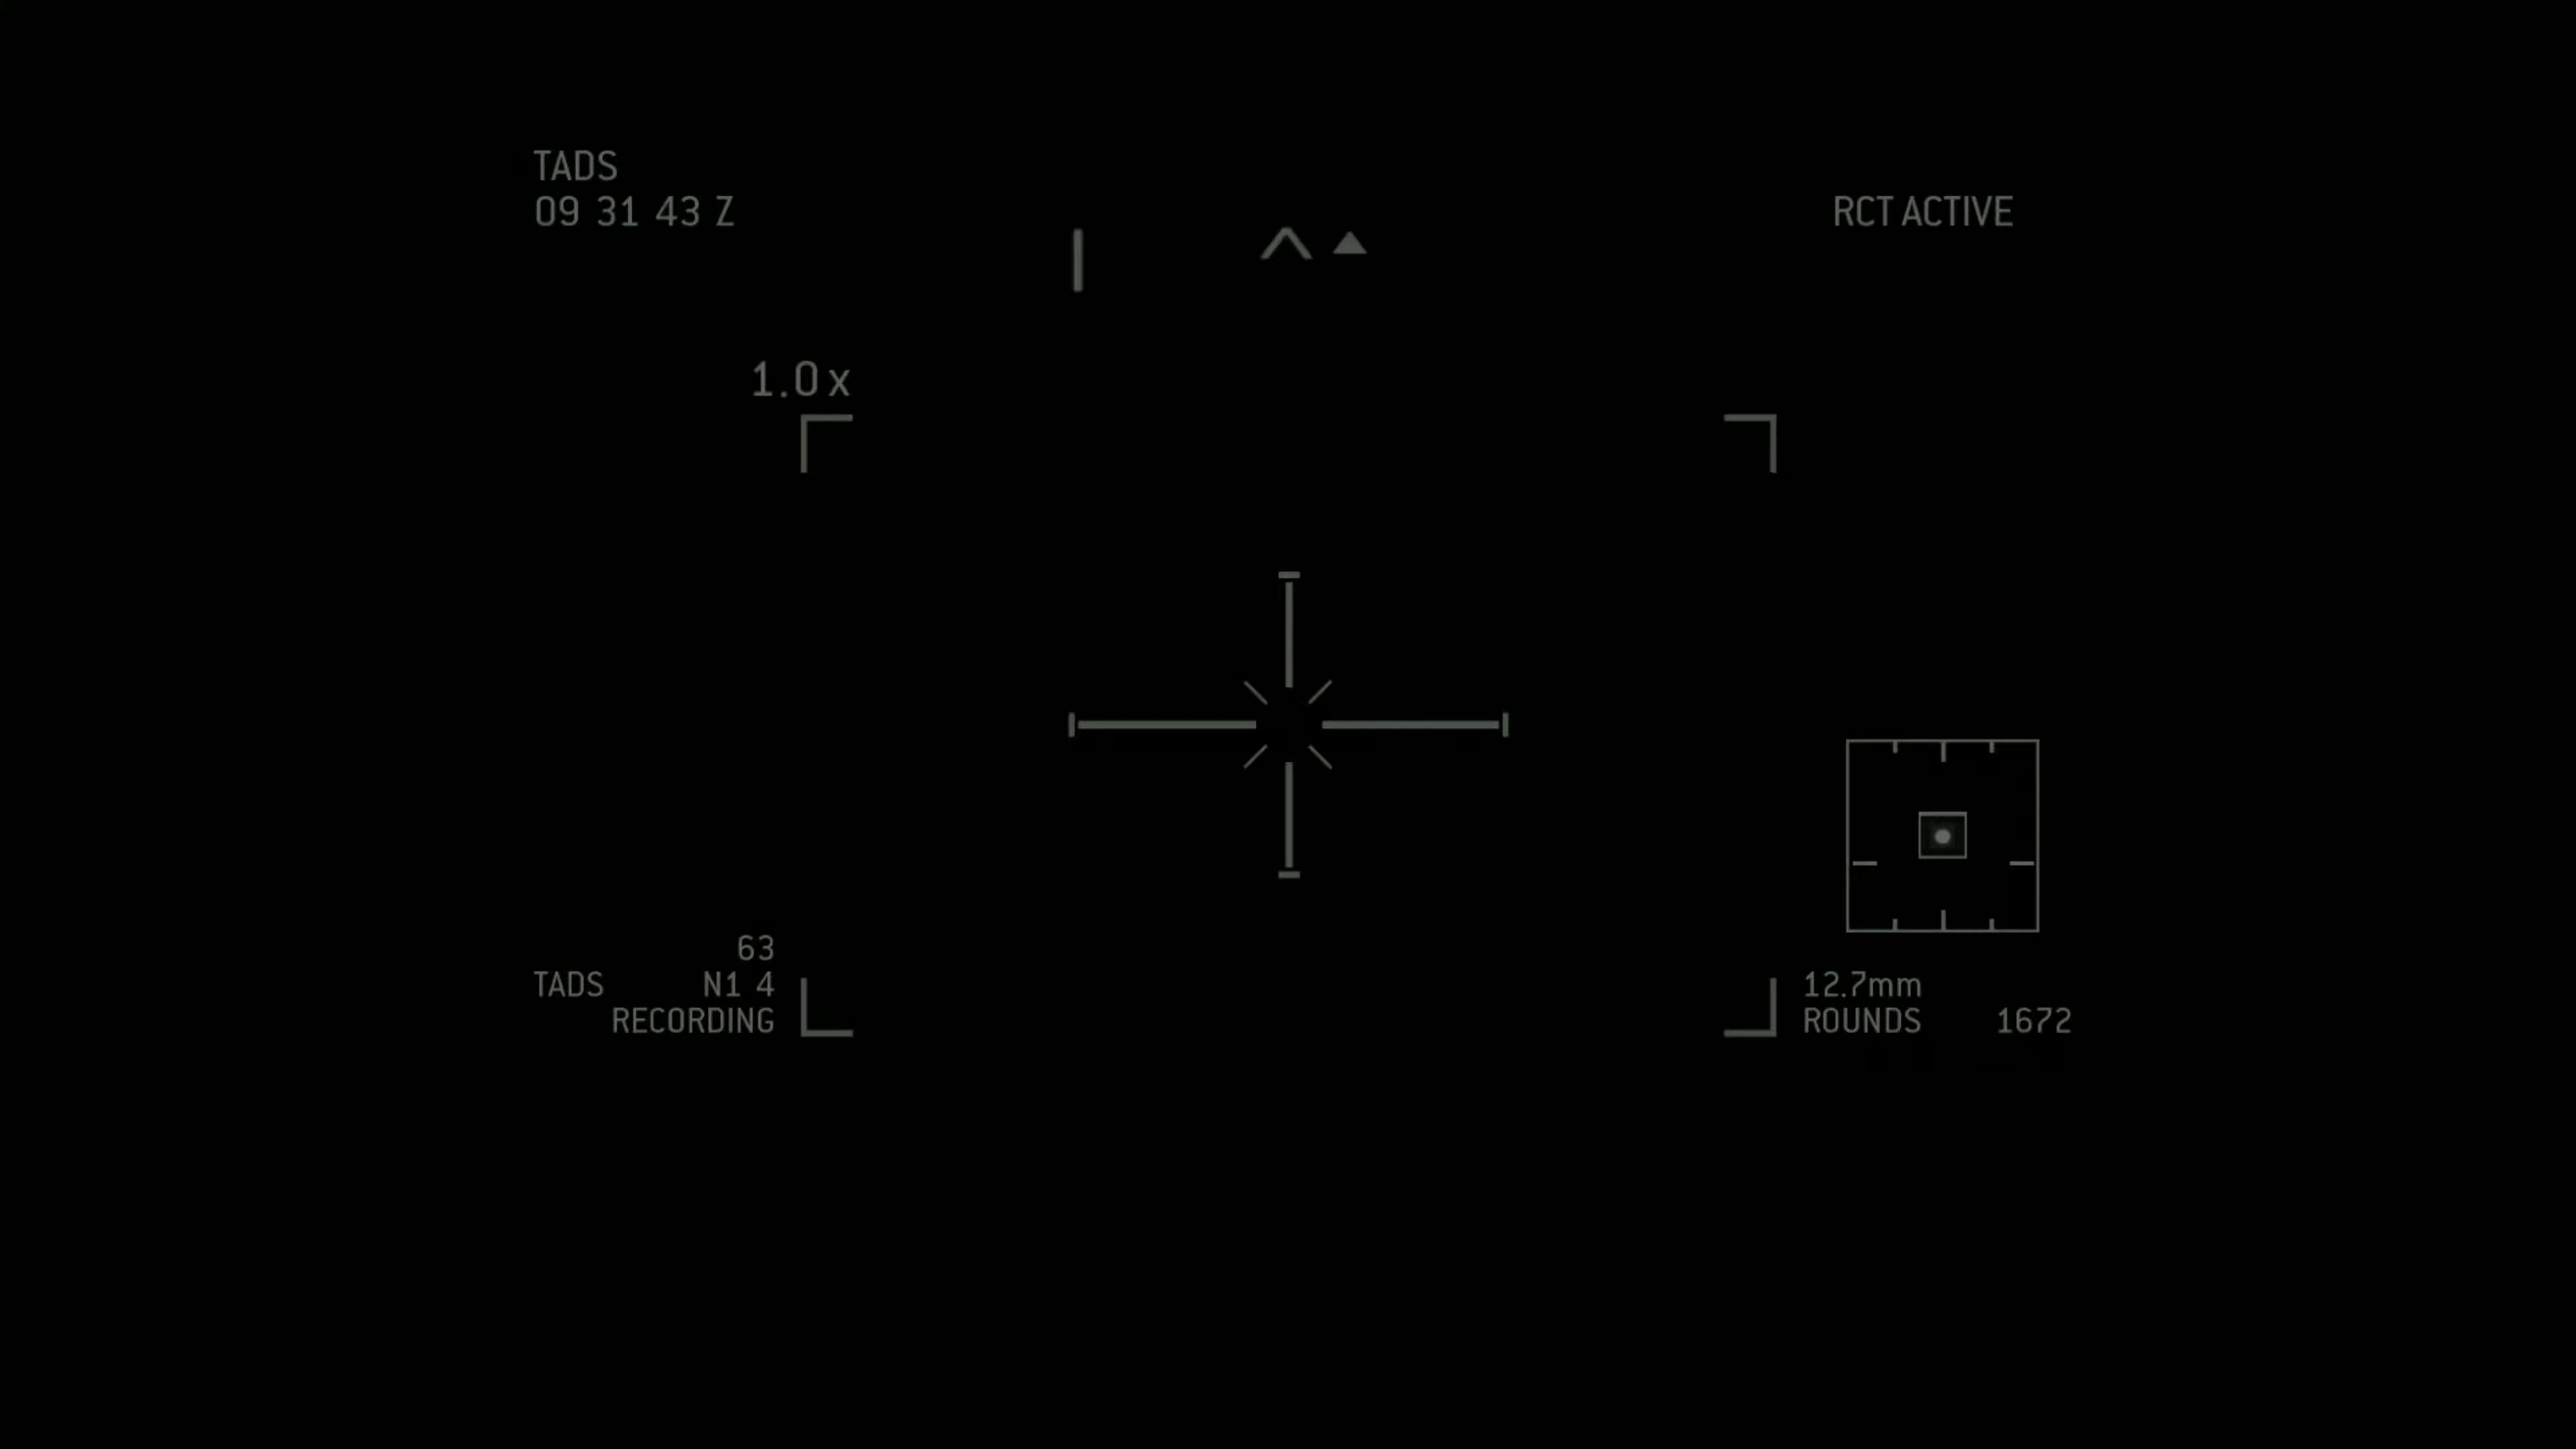 TADS
09 31 43 Z
RCT ACTIVE
1.0x
63
TADS N1 4
RECORDING
12.7mm
ROUNDS 1672